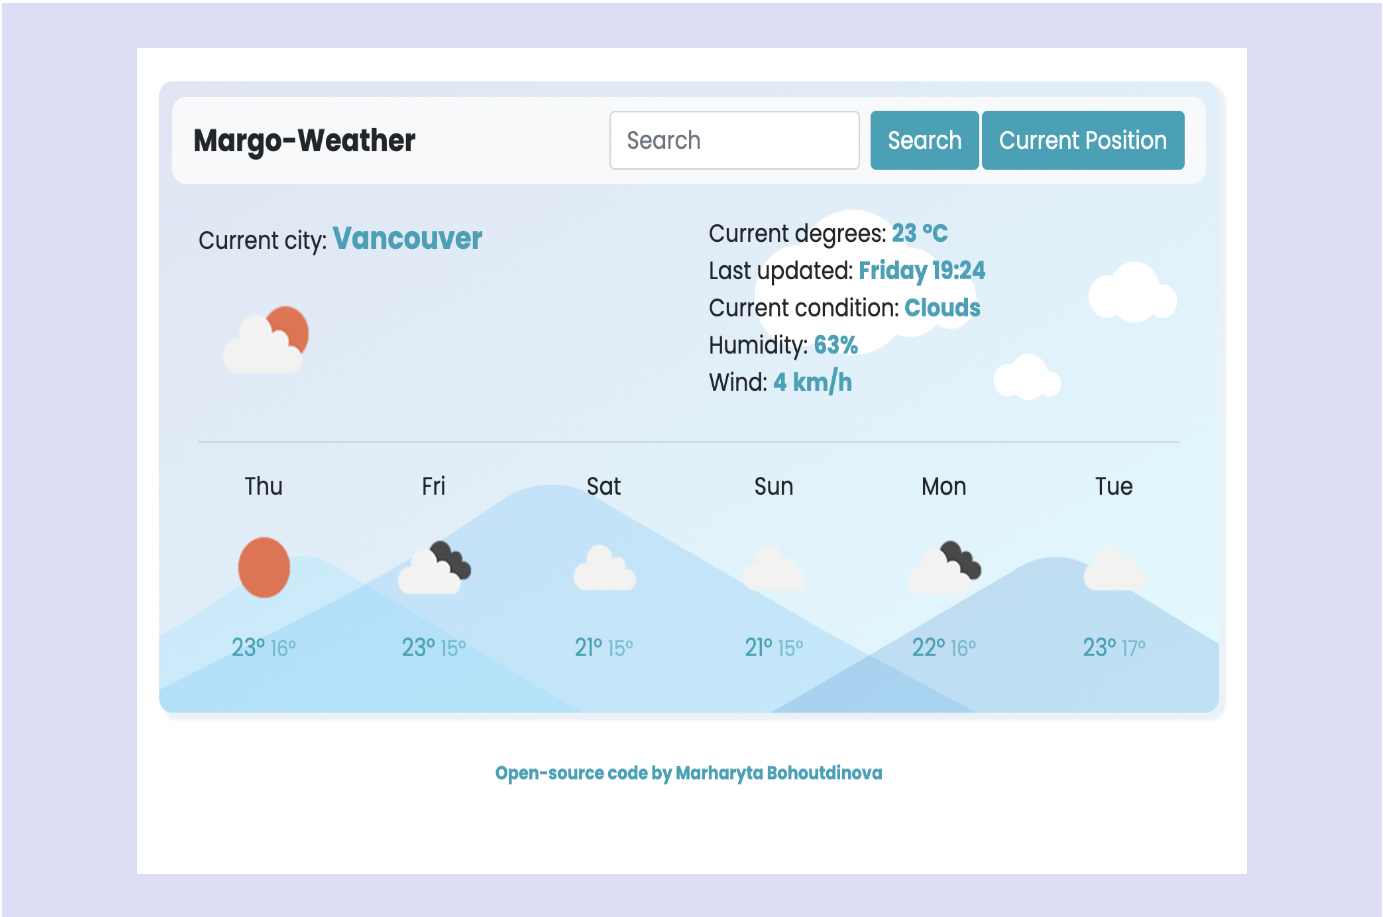 Margo-Weather
Search
Search
Current Position
Current city: Vancouver
Current degrees: 23 °C
Last updated: Friday 19:24
Current condition: Clouds
Humidity: 63%
Wind: 4 km/h
Thu Fri Sat Sun Mon Tue
23° 16° 23° 15° 21° 15° 21° 15° 22° 16° 23° 17°
Open-source code by Marharyta Bohoutdinova